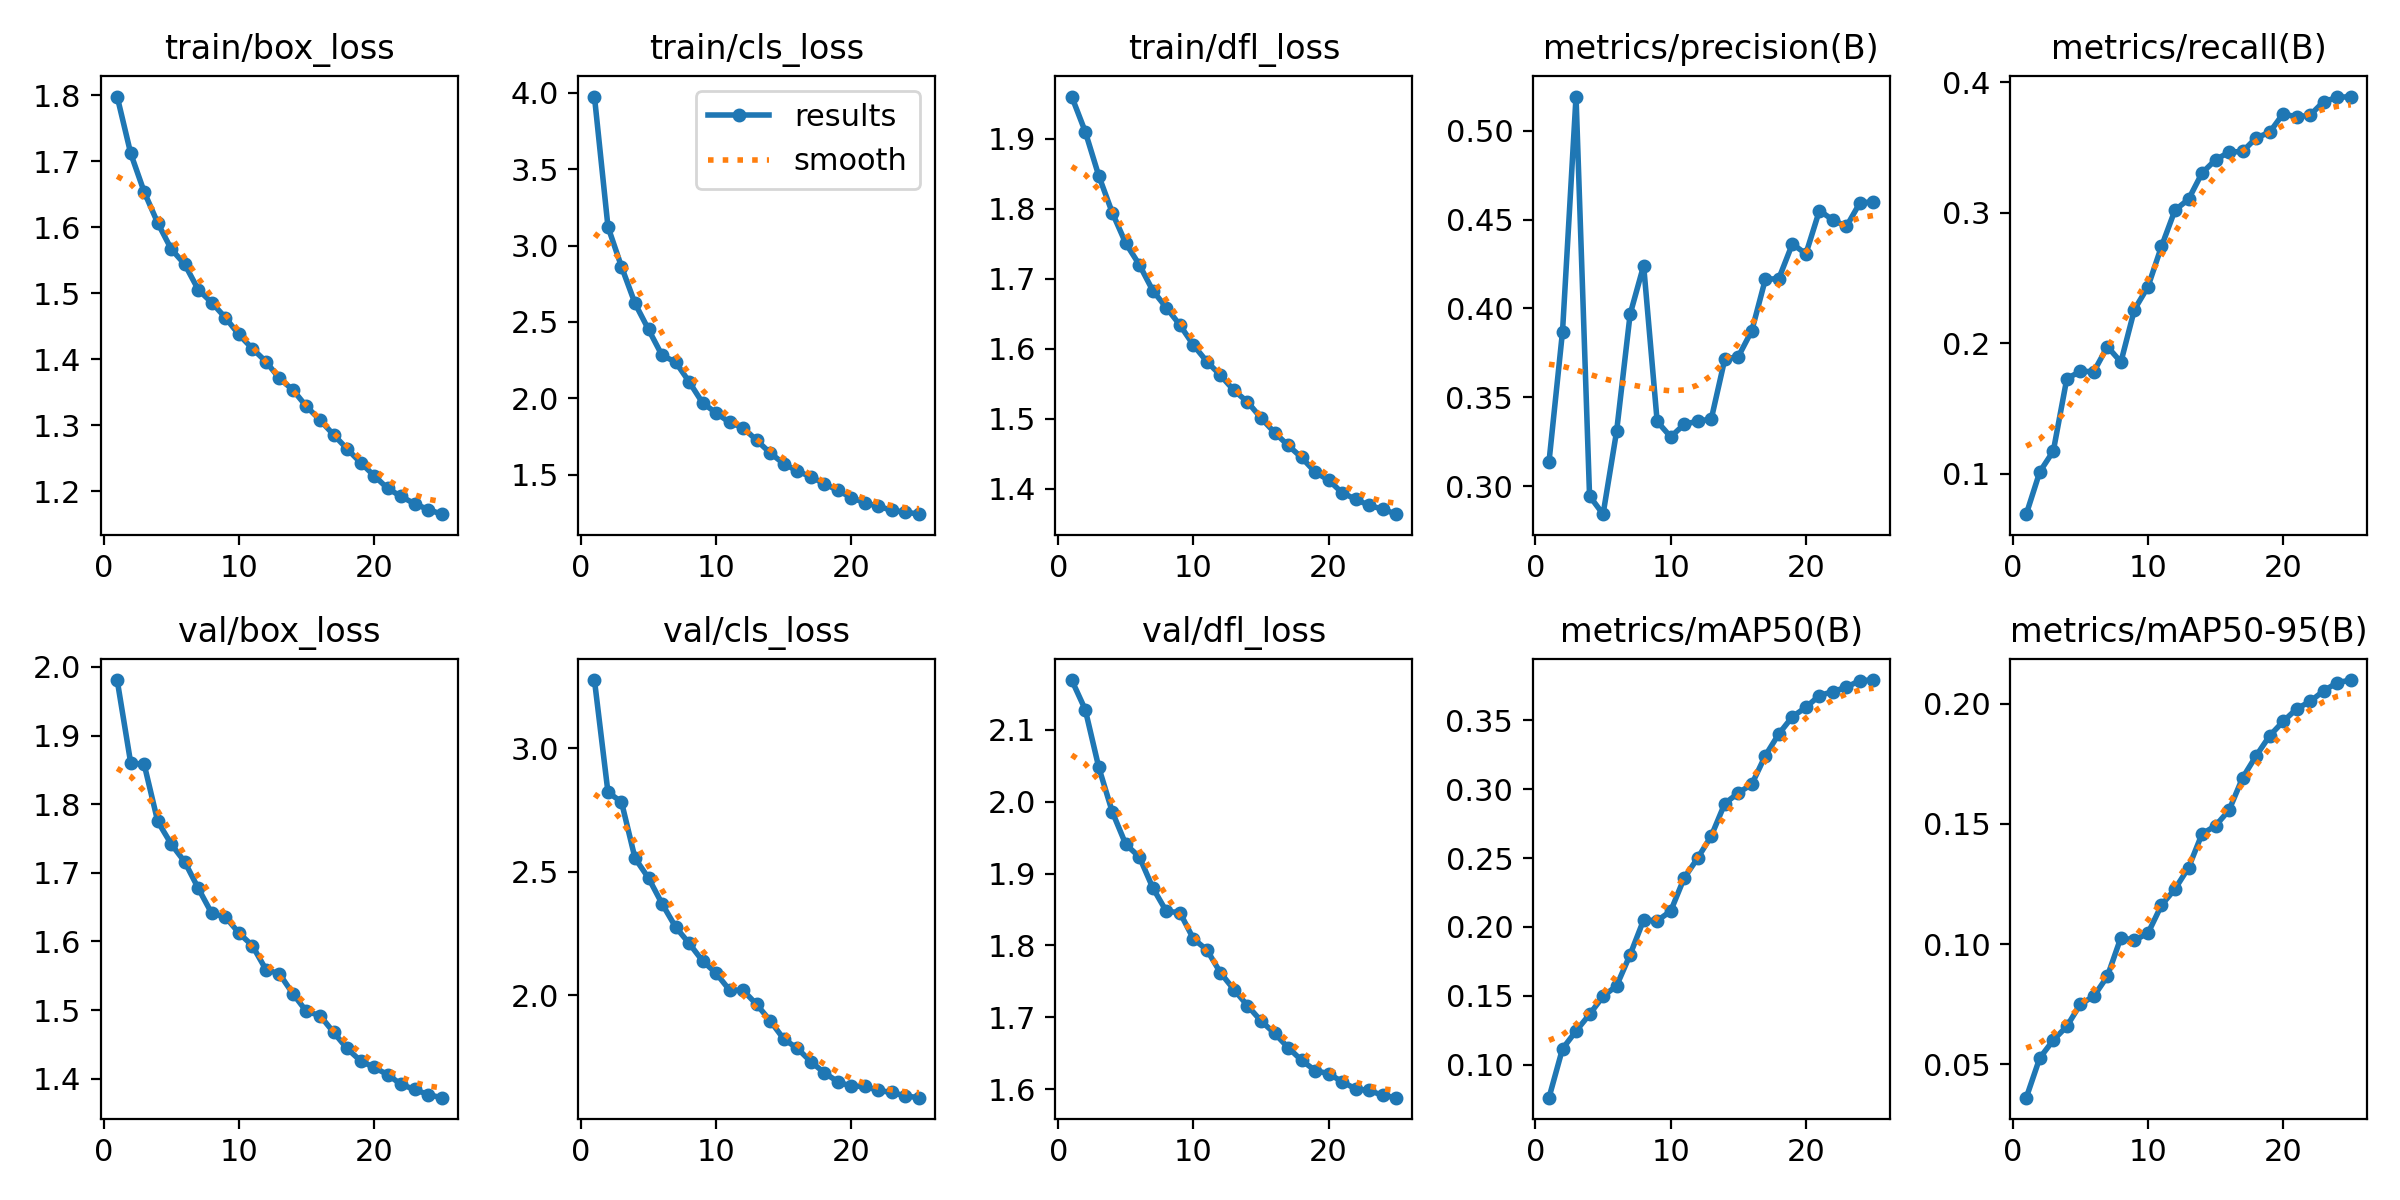 train/box_loss
train/cls_loss
train/dfl_loss
metrics/precision(B)
metrics/recall(B)
1.8
1.7
1.6
1.5
1.4
1.3
1.2
0 10 20
4.0
3.5
3.0
2.5
2.0
1.5
0 10 20
results
smooth
1.9
1.8
1.7
1.6
1.5
1.4
0 10 20
0.50
0.45
0.40
0.35
0.30
0 10 20
0.4
0.3
0.2
0.1
0 10 20
val/box_loss
val/cls_loss
val/dfl_loss
metrics/mAP50(B)
metrics/mAP50-95(B)
2.0
1.9
1.8
1.7
1.6
1.5
1.4
0 10 20
3.0
2.5
2.0
0 10 20
2.1
2.0
1.9
1.8
1.7
1.6
0 10 20
0.35
0.30
0.25
0.20
0.15
0.10
0 10 20
0.20
0.15
0.10
0.05
0 10 20